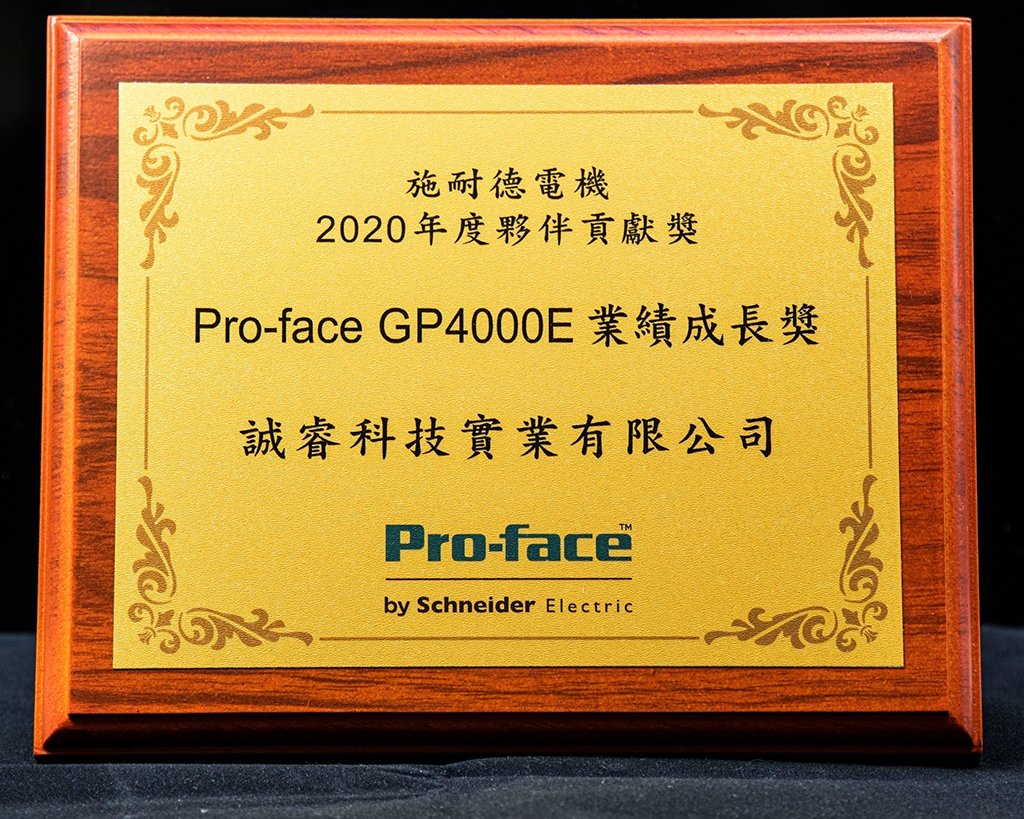 施耐德電機
2020年度夥伴貢獻獎
Pro-face GP4000E 業績成長獎
誠睿科技實業有限公司
Pro-face™
by Schneider Electric